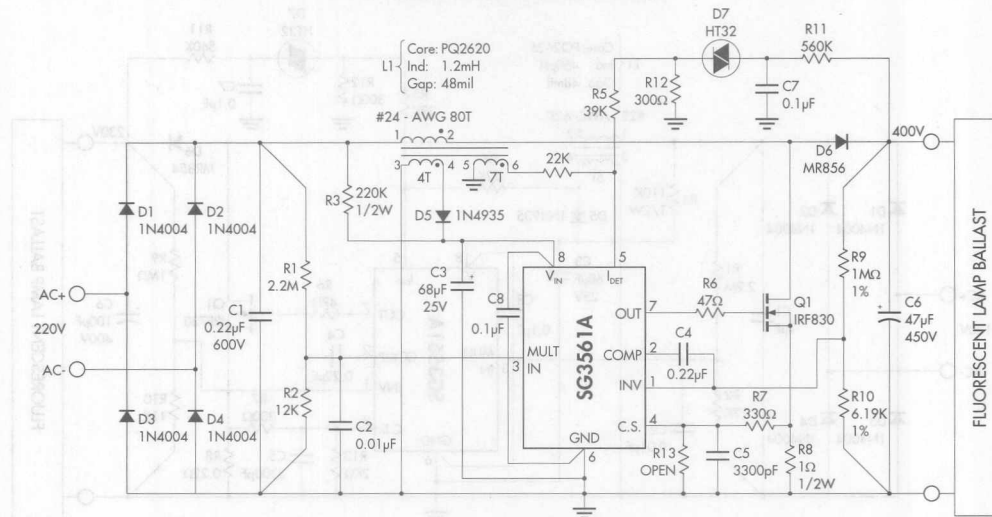 D7
HT32
R11
560K
Core: PQ2620
L1 Ind: 1.2mH
Gap: 48mil
R12
300Ω
C7
0.1µF
R5
39K
#24 - AWG 80T
1 2
400V
D6
MR856
3 4 5 6
4T 7T
22K
R3
220K
1/2W
D5 1N4935
D1
1N4004
D2
1N4004
R1
2.2M
C3
68µF
25V
8
VIN
5
IDET
R9
1MΩ
1%
C1
0.22µF
600V
C8
0.1µF
OUT 7
R6
47Ω
Q1
IRF830
C6
47µF
450V
AC+
220V
AC-
C4
0.22µF
COMP 2
MULT
3 IN
SG3561A
INV 1
R2
12K
R7
330Ω
R10
6.19K
1%
C.S. 4
D3
1N4004
D4
1N4004
C2
0.01µF
GND
6
R13
OPEN
C5
3300pF
R8
1Ω
1/2W
FLUORESCENT LAMP BALLAST